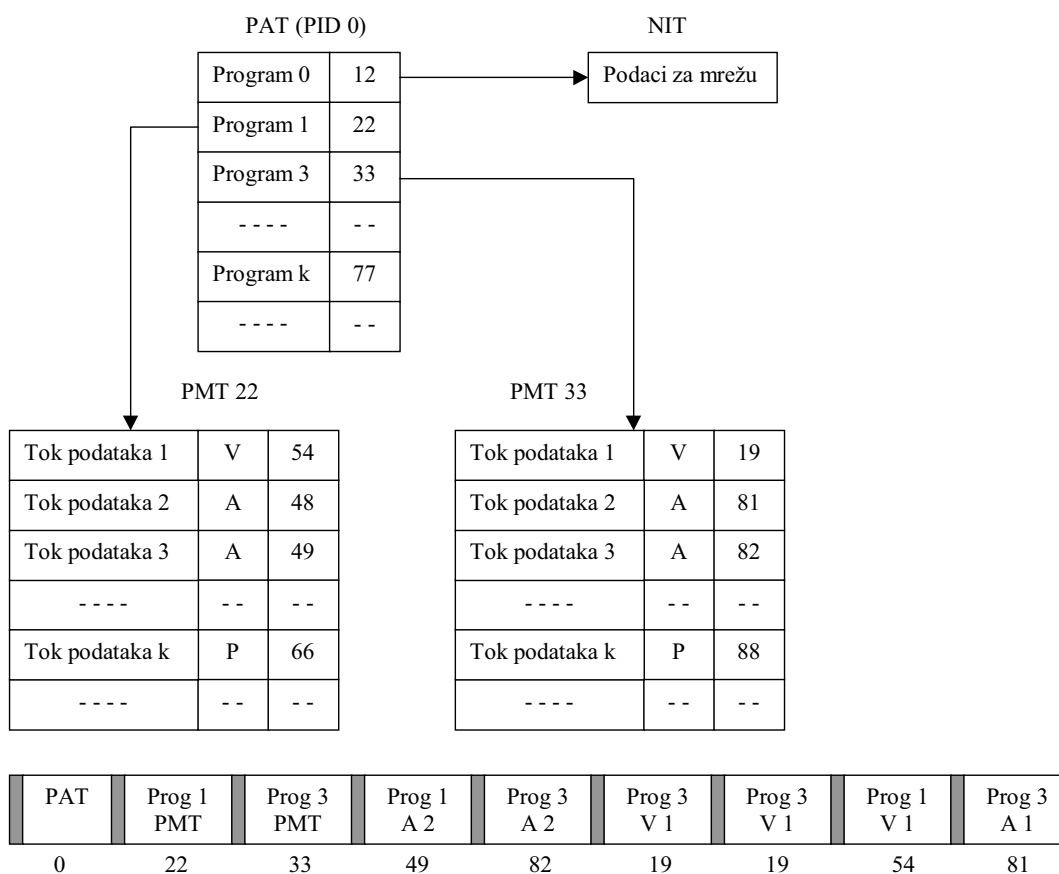 PAT (PID 0) NIT
Program 0 12 Podaci za mrežu
Program 1 22
Program 3 33
- - - - - -
Program k 77
- - - - - -
PMT 22 PMT 33
Tok podataka 1 V 54 Tok podataka 1 V 19
Tok podataka 2 A 48 Tok podataka 2 A 81
Tok podataka 3 A 49 Tok podataka 3 A 82
- - - - - - - - - - - - - - - -
Tok podataka k P 66 Tok podataka k P 88
- - - - - - - - - - - - - - - -
PAT Prog 1 Prog 3 Prog 1 Prog 3 Prog 3 Prog 3 Prog 1 Prog 3
PMT PMT A 2 A 2 V 1 V 1 V 1 A 1
0 22 33 49 82 19 19 54 81